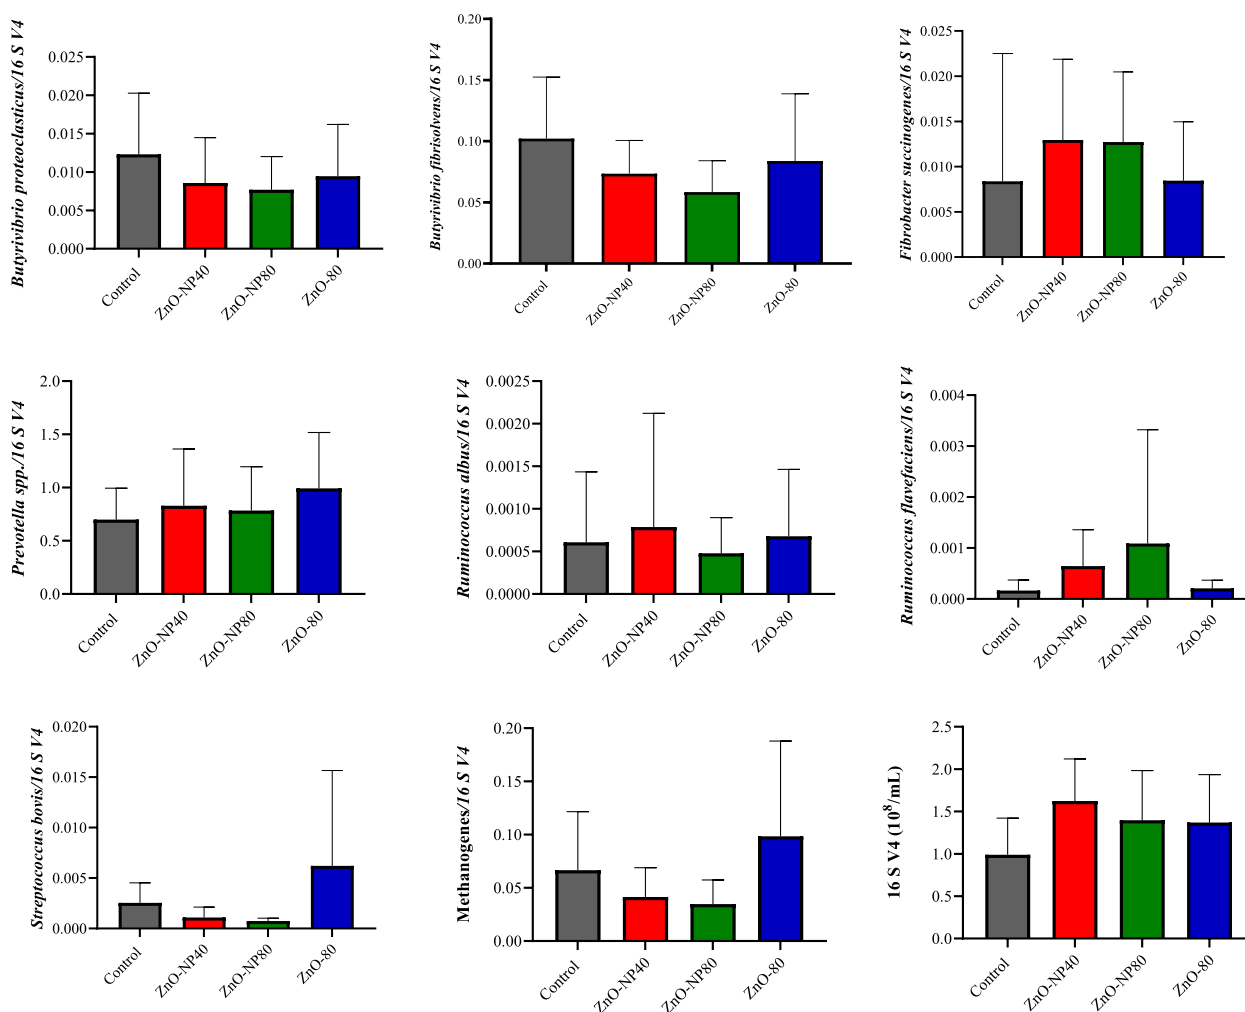 Butyrivibrio proteoclasticus/16 S V4
0.025
0.020
0.015
0.010
0.005
0.000
Control
ZnO-NP40
ZnO-NP80
ZnO-80
Butyrivibrio fibrisolvens/16 S V4
0.20
0.15
0.10
0.05
0.00
Control
ZnO-NP40
ZnO-NP80
ZnO-80
Fibrobacter succinogenes/16 S V4
0.025
0.020
0.015
0.010
0.005
0.000
Control
ZnO-NP40
ZnO-NP80
ZnO-80
Prevotella spp./16 S V4
2.0
1.5
1.0
0.5
0.0
Control
ZnO-NP40
ZnO-NP80
ZnO-80
Ruminococcus albus/16 S V4
0.0025
0.0020
0.0015
0.0010
0.0005
0.0000
Control
ZnO-NP40
ZnO-NP80
ZnO-80
Ruminococcus flavefaciens/16 S V4
0.004
0.003
0.002
0.001
0.000
Control
ZnO-NP40
ZnO-NP80
ZnO-80
Streptococcus bovis/16 S V4
0.020
0.015
0.010
0.005
0.000
Control
ZnO-NP40
ZnO-NP80
ZnO-80
Methanogenes/16 S V4
0.20
0.15
0.10
0.05
0.00
Control
ZnO-NP40
ZnO-NP80
ZnO-80
16 S V4 (10⁸/mL)
2.5
2.0
1.5
1.0
0.5
0.0
Control
ZnO-NP40
ZnO-NP80
ZnO-80